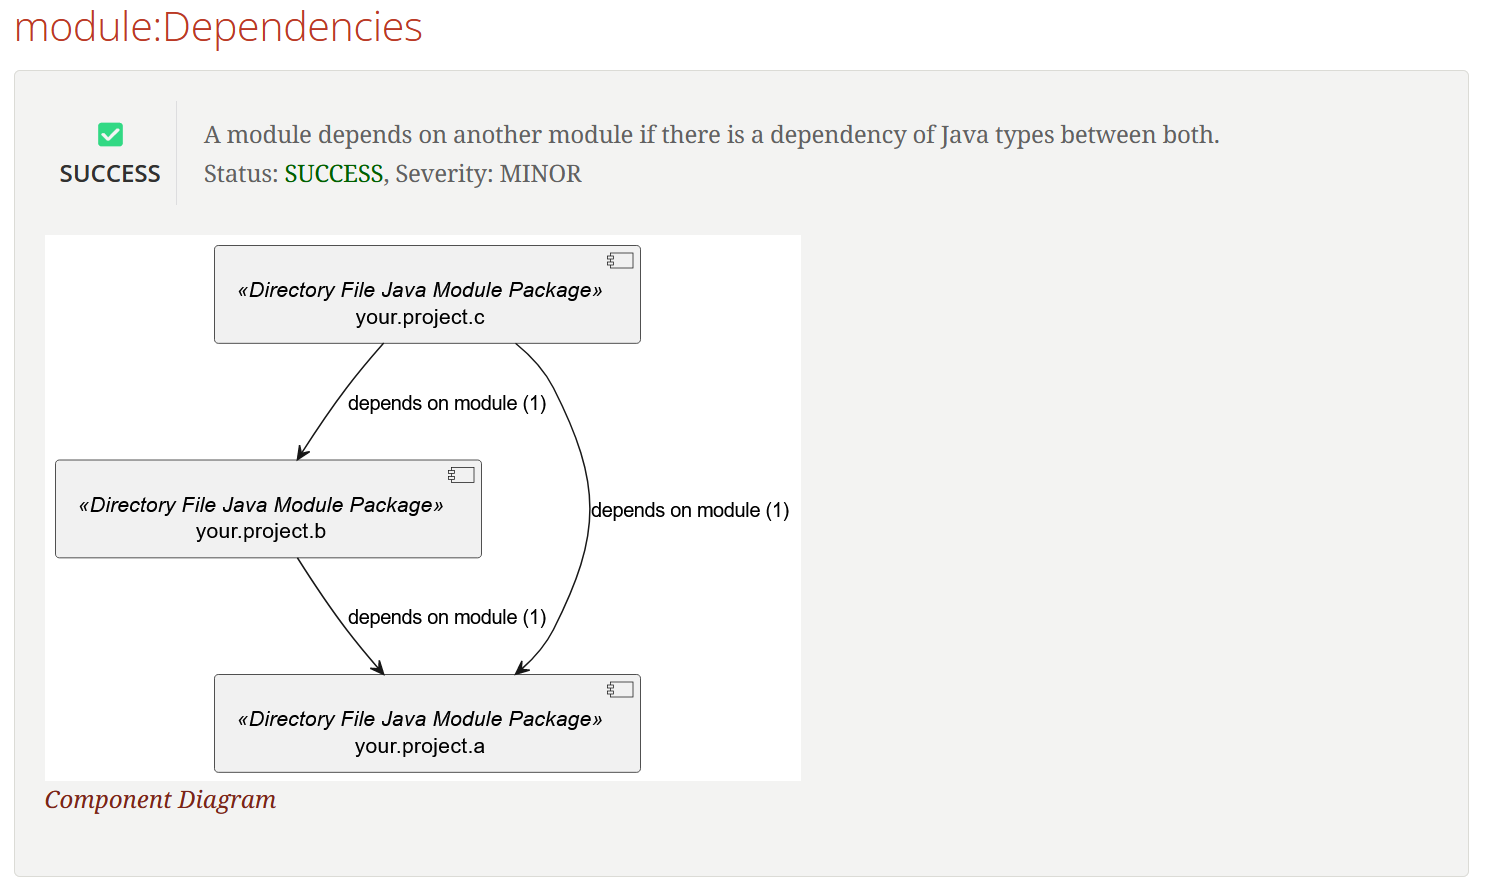 module:Dependencies
SUCCESS
A module depends on another module if there is a dependency of Java types between both.
Status: SUCCESS, Severity: MINOR
«Directory File Java Module Package»
your.project.c
depends on module (1)
«Directory File Java Module Package»
your.project.b
depends on module (1)
depends on module (1)
«Directory File Java Module Package»
your.project.a
Component Diagram